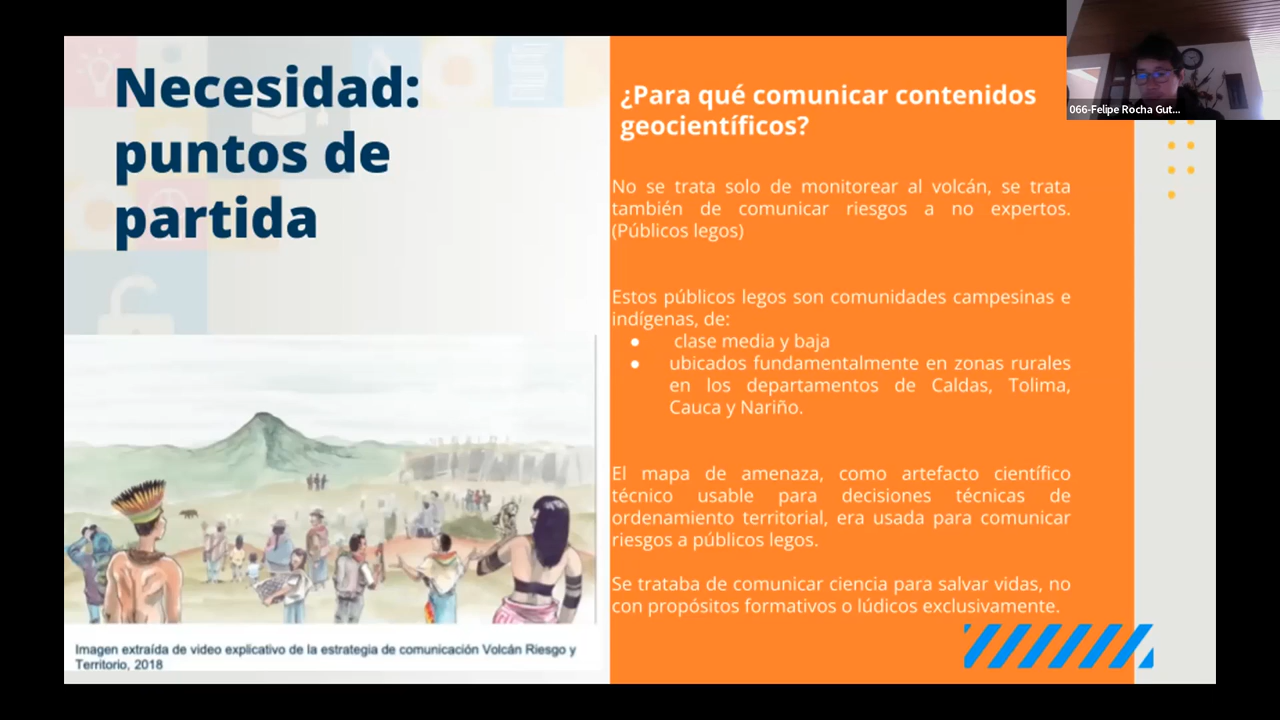 Necesidad:
puntos de
partida
Imagen extraída de video explicativo de la estrategia de comunicación Volcán Riesgo y
Territorio, 2018
¿Para qué comunicar contenidos
geocientíficos?
No se trata solo de monitorear al volcán, se trata
también de comunicar riesgos a no expertos.
(Públicos legos)
Estos públicos legos son comunidades campesinas e
indígenas, de:
● clase media y baja
● ubicados fundamentalmente en zonas rurales
en los departamentos de Caldas, Tolima,
Cauca y Nariño.
El mapa de amenaza, como artefacto científico
técnico usable para decisiones técnicas de
ordenamiento territorial, era usada para comunicar
riesgos a públicos legos.
Se trataba de comunicar ciencia para salvar vidas, no
con propósitos formativos o lúdicos exclusivamente.
066-Felipe Rocha Gut...